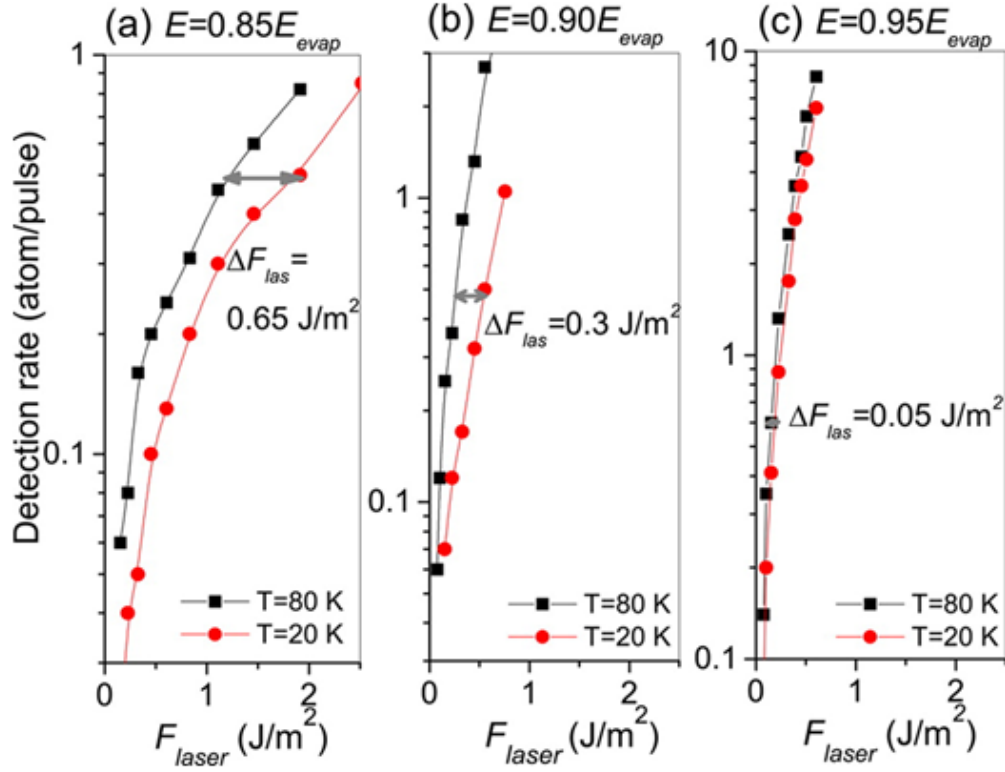 (a) E=0.85E_evap
(b) E=0.90E_evap
(c) E=0.95E_evap
Detection rate (atom/pulse)
1
0.1
ΔF_las=
0.65 J/m²
T=80 K
T=20 K
0
1
2
F_laser (J/m²)
1
0.1
ΔF_las=0.3 J/m²
T=80 K
T=20 K
0
1
2
F_laser (J/m²)
10
1
0.1
ΔF_las=0.05 J/m²
T=80 K
T=20 K
0
1
2
F_laser (J/m²)